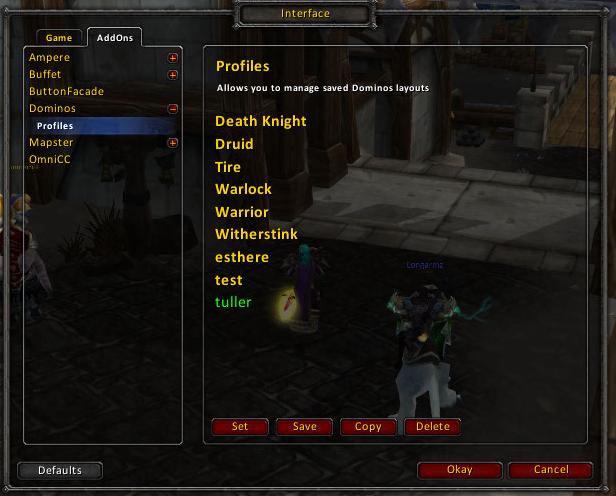 Interface
Game
AddOns
Ampere
Buffet
ButtonFacade
Dominos
Profiles
Mapster
OmniCC
Profiles
Allows you to manage saved Dominos layouts
Death Knight
Druid
Tire
Warlock
Warrior
Witherstink
esthere
test
tuller
Longarmz
Set Save Copy Delete
Defaults
Okay Cancel